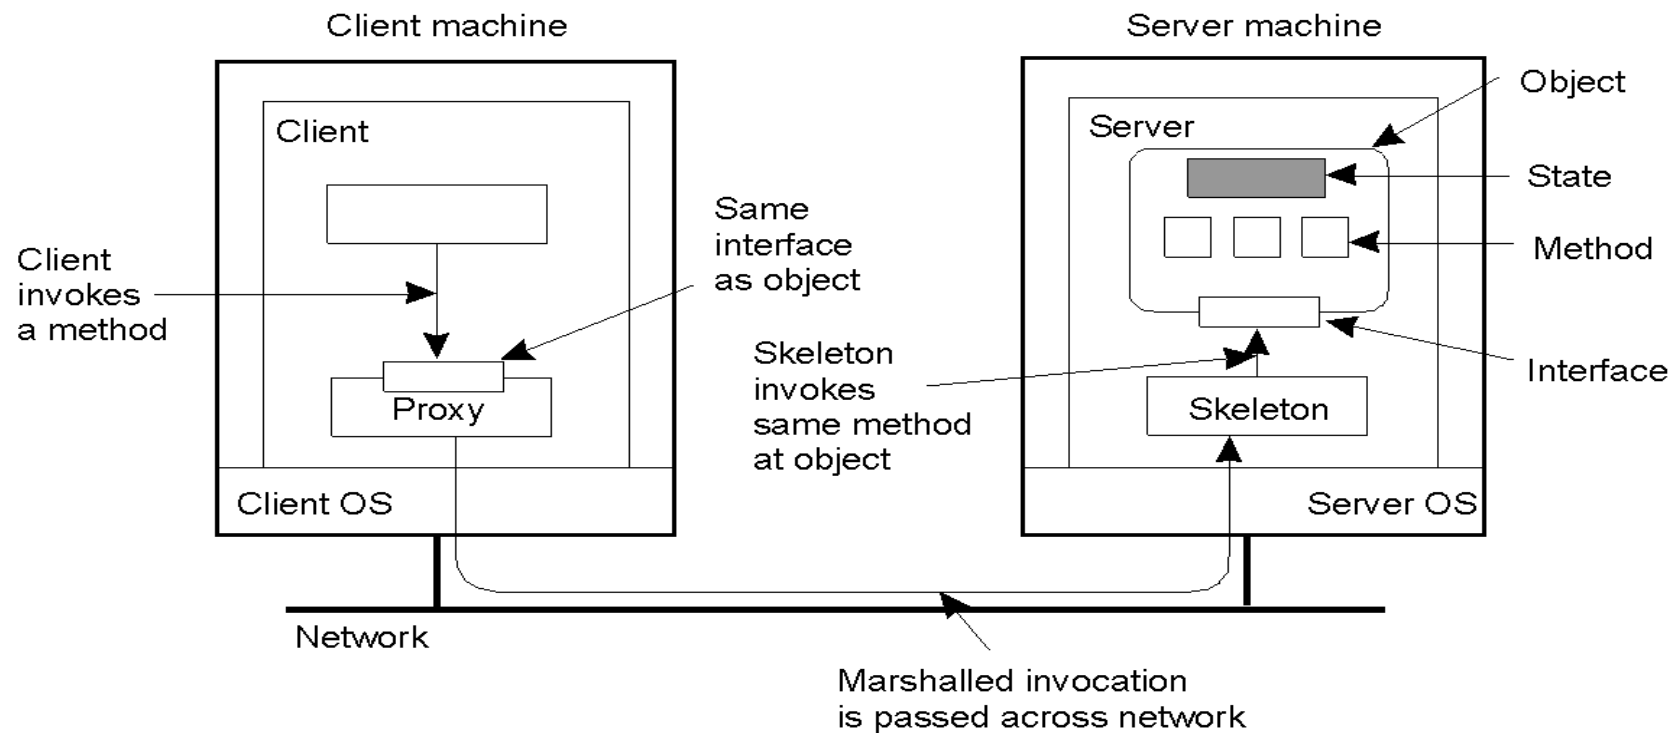 Client machine
Server machine
Object
Client
Server
State
Same
interface
as object
Method
Client
invokes
a method
Skeleton
invokes
same method
at object
Interface
Proxy
Skeleton
Client OS
Server OS
Network
Marshalled invocation
is passed across network